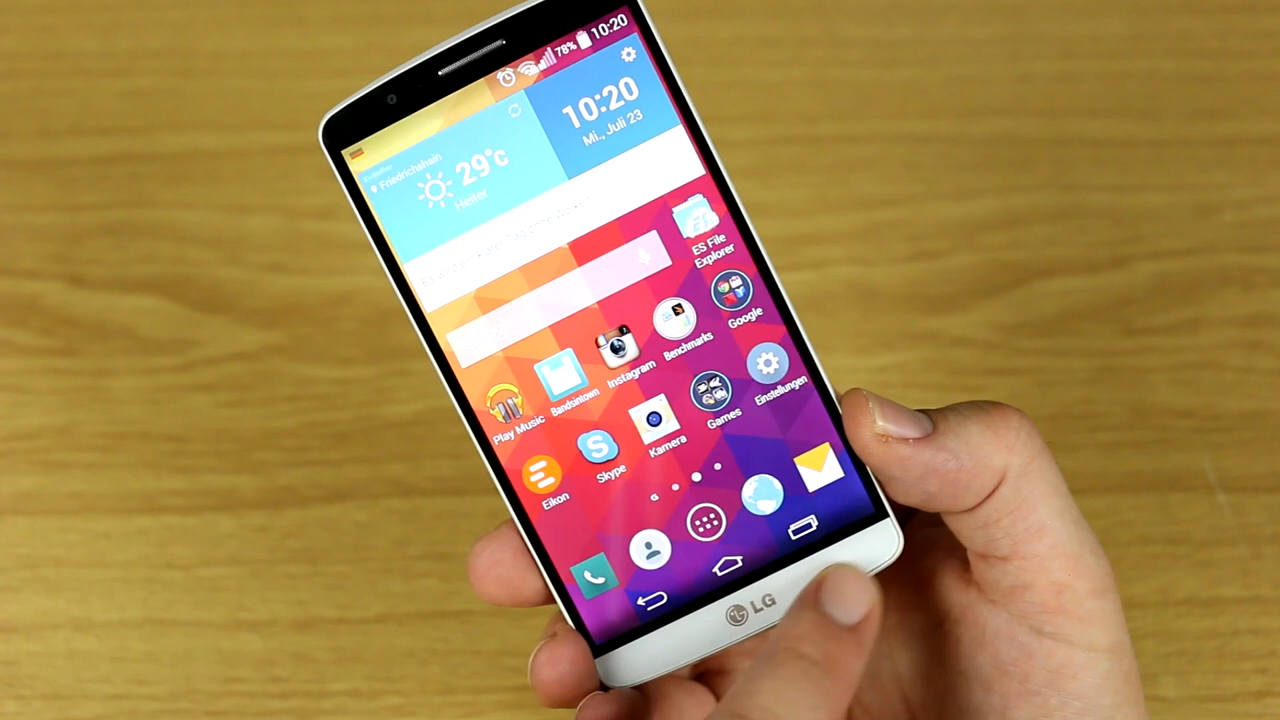 78% 10:20
Friedrichshain
29°c
Heiter
10:20
Mi., Juli 23
ES File
Explorer
Play Music
Bandsintown
Instagram
Benchmarks
Google
Eikon
Skype
Kamera
Games
Einstellungen
LG